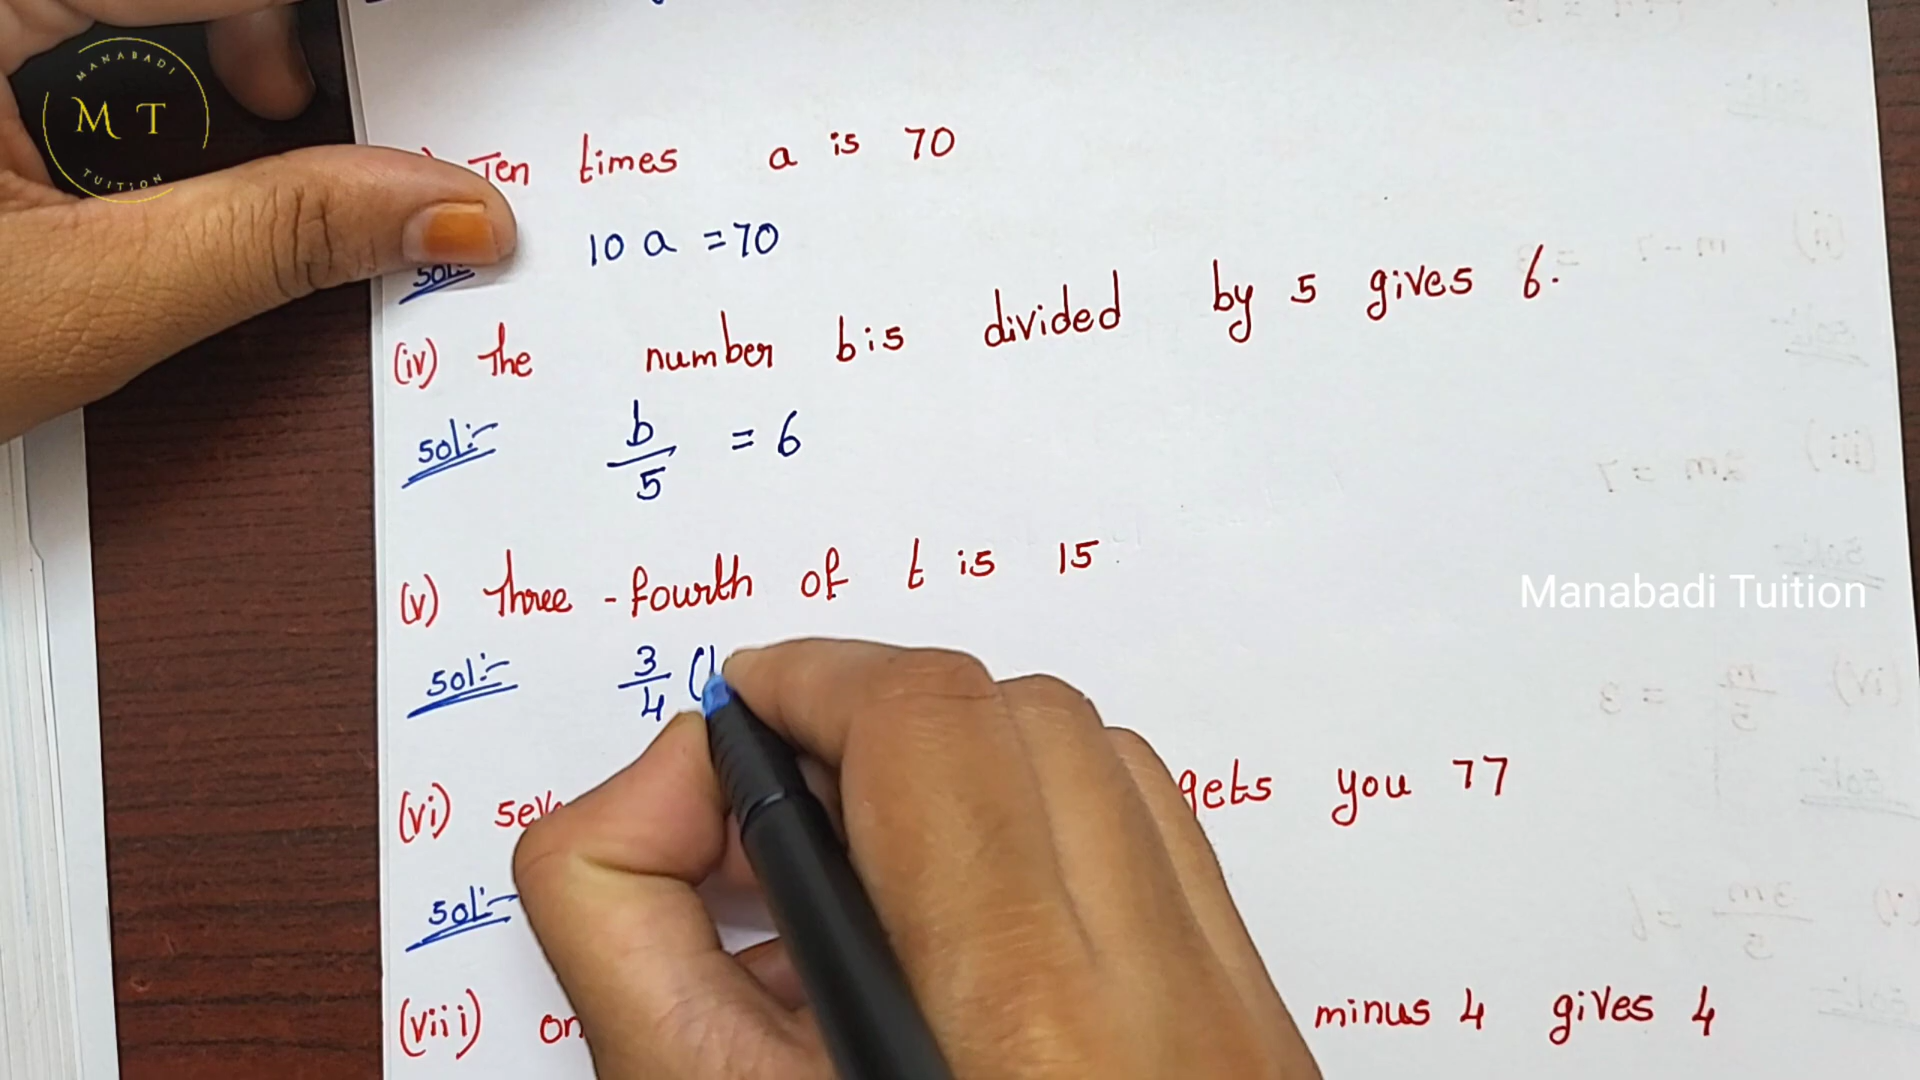 MANABADI
M T
TUITION
) Ten times a is 70
sol:
10 a = 70
(iv) The number b is divided by 5 gives 6.
sol:- b/5 = 6
(v) Three-fourth of t is 15
Manabadi Tuition
sol:- 3/4 (
(vi) gets you 77
sol:-
(viii) on minus 4 gives 4